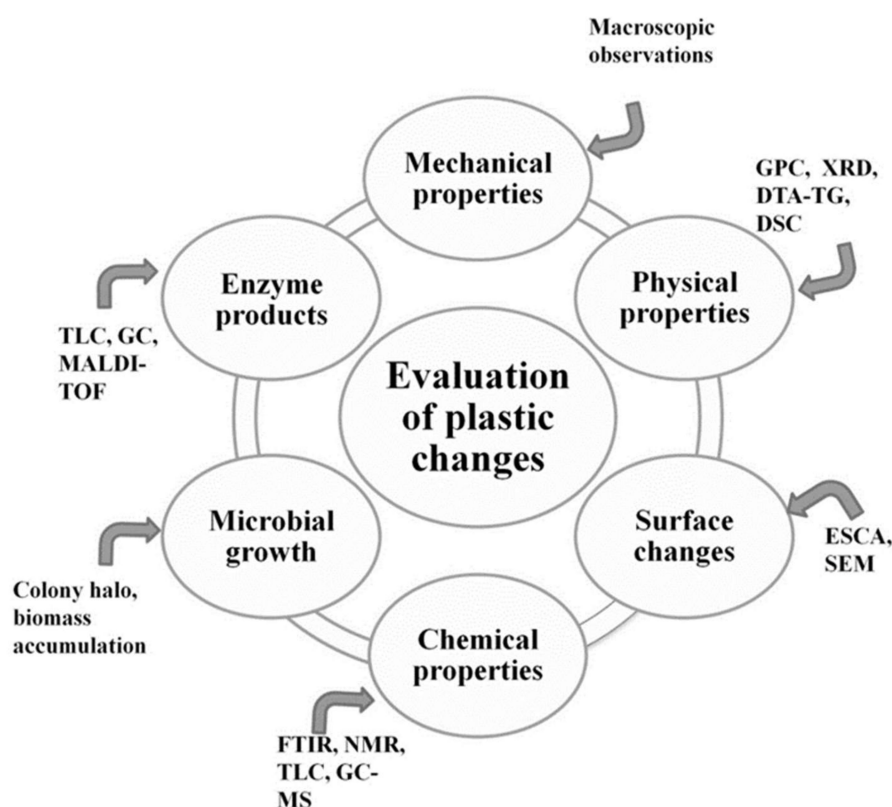 Macroscopic
observations
Mechanical
properties
GPC, XRD,
DTA-TG,
DSC
Physical
properties
Enzyme
products
TLC, GC,
MALDI-
TOF
Evaluation
of plastic
changes
Microbial
growth
Surface
changes
ESCA,
SEM
Colony halo,
biomass
accumulation
Chemical
properties
FTIR, NMR,
TLC, GC-
MS